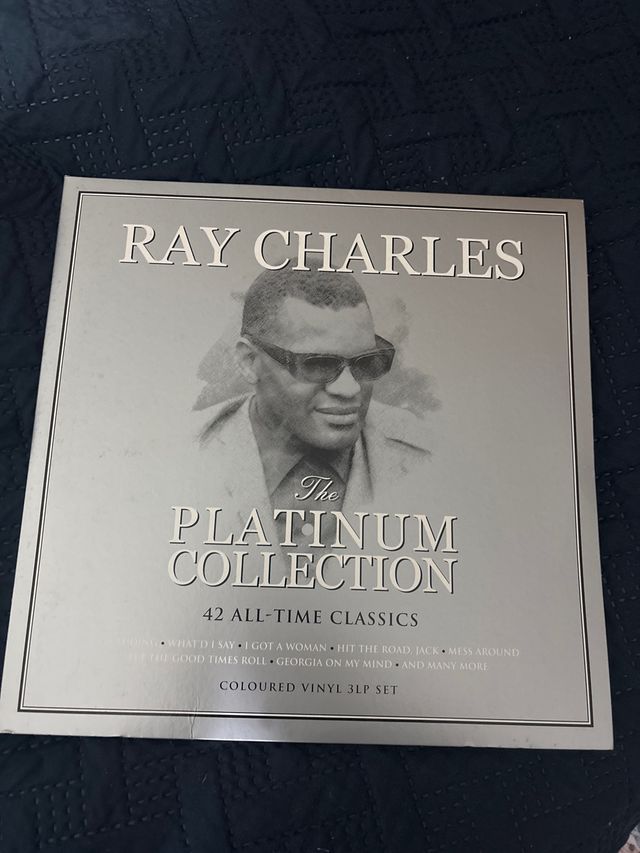 RAY CHARLES
The
PLATINUM
COLLECTION
42 ALL-TIME CLASSICS
• WHAT'D I SAY • I GOT A WOMAN • HIT THE ROAD, JACK • MESS AROUND
THE GOOD TIMES ROLL • GEORGIA ON MY MIND • AND MANY MORE
COLOURED VINYL 3LP SET